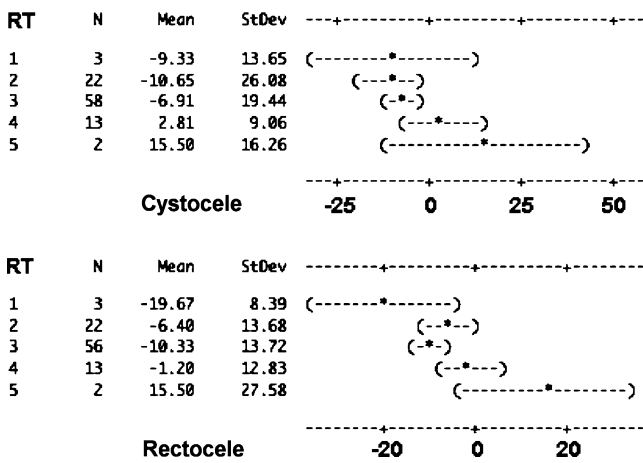 RT N Mean StDev ---+---------+---------+---------+---
1 3 -9.33 13.65 (--------*--------)
2 22 -10.65 26.08 (---*--)
3 58 -6.91 19.44 (-*-)
4 13 2.81 9.06 (---*----)
5 2 15.50 16.26 (----------*----------)
---+---------+---------+---------+---
Cystocele -25 0 25 50
RT N Mean StDev --------+---------+---------+--------
1 3 -19.67 8.39 (-------*-------)
2 22 -6.40 13.68 (--*--)
3 56 -10.33 13.72 (-*-)
4 13 -1.20 12.83 (--*---)
5 2 15.50 27.58 (---------*--------)
--------+---------+---------+--------
Rectocele -20 0 20